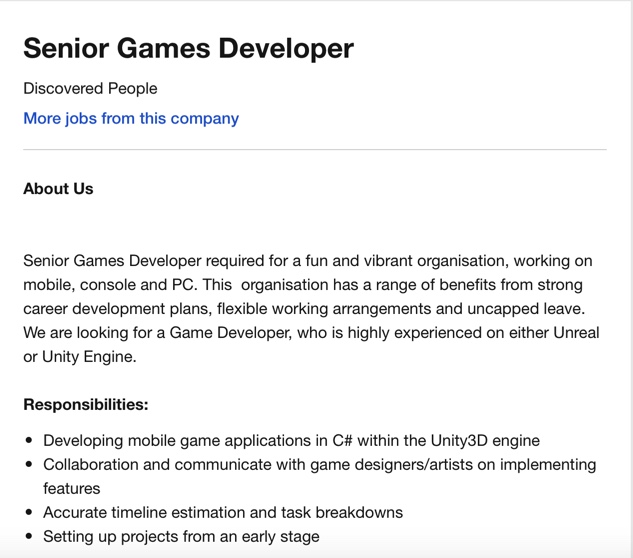 Senior Games Developer
Discovered People
More jobs from this company
About Us
Senior Games Developer required for a fun and vibrant organisation, working on
mobile, console and PC. This  organisation has a range of benefits from strong
career development plans, flexible working arrangements and uncapped leave.
We are looking for a Game Developer, who is highly experienced on either Unreal
or Unity Engine.
Responsibilities:
• Developing mobile game applications in C# within the Unity3D engine
• Collaboration and communicate with game designers/artists on implementing
features
• Accurate timeline estimation and task breakdowns
• Setting up projects from an early stage